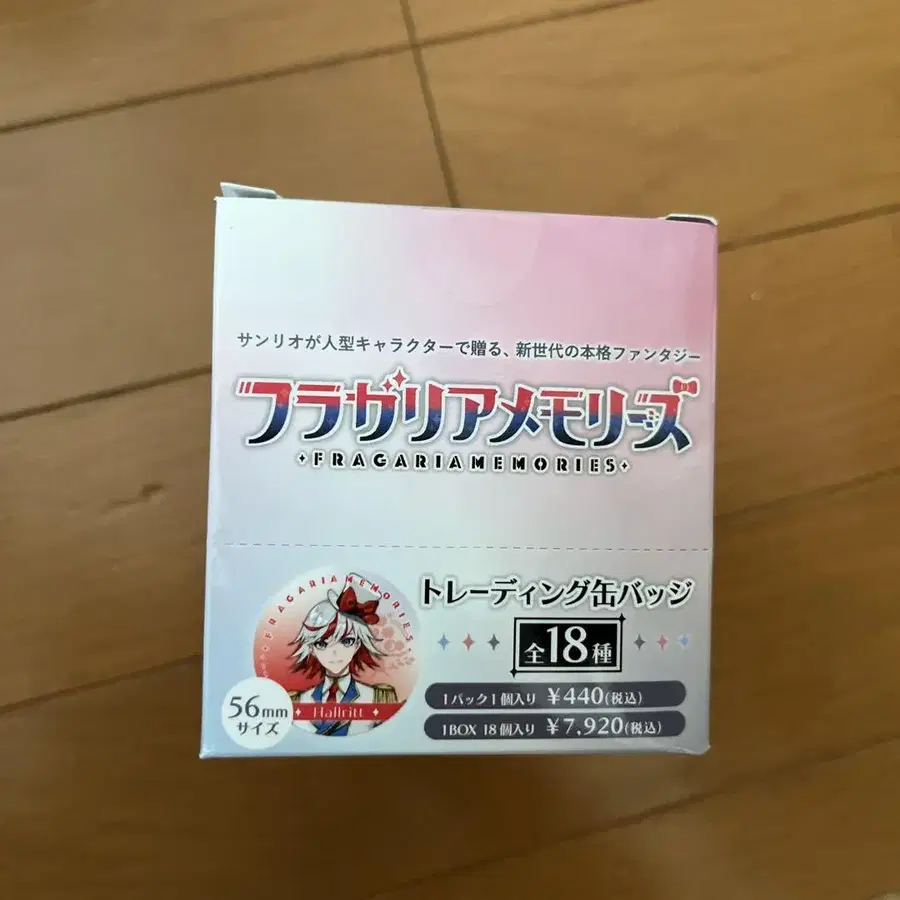 サンリオが人型キャラクターで贈る、新世代の本格ファンタジー
フラガリアメモリーズ
FRAGARIAMEMORIES
トレーディング缶バッジ
全18種
FRAGARIAMEMORIES
Hallritt
56mm
サイズ
1パック1個入り ¥440(税込)
1BOX 18個入り ¥7,920(税込)